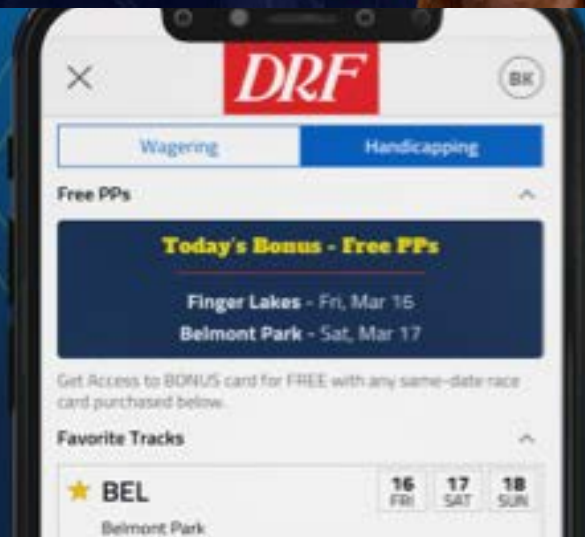 DRF
BK
Wagering
Handicapping
Free PPs
Today's Bonus - Free PPs
Finger Lakes - Fri, Mar 16
Belmont Park - Sat, Mar 17
Get Access to BONUS card for FREE with any same-date race
card purchased below.
Favorite Tracks
BEL
16 17 18
FRI SAT SUN
Belmont Park